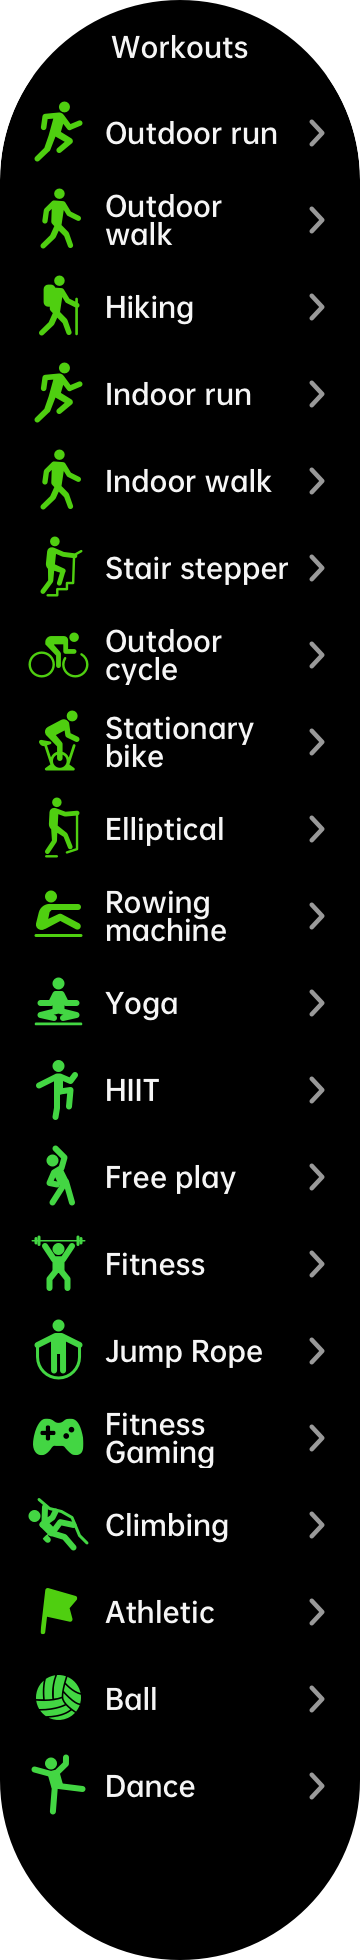 Workouts
Outdoor run
Outdoor
walk
Hiking
Indoor run
Indoor walk
Stair stepper
Outdoor
cycle
Stationary
bike
Elliptical
Rowing
machine
Yoga
HIIT
Free play
Fitness
Jump Rope
Fitness
Gaming
Climbing
Athletic
Ball
Dance